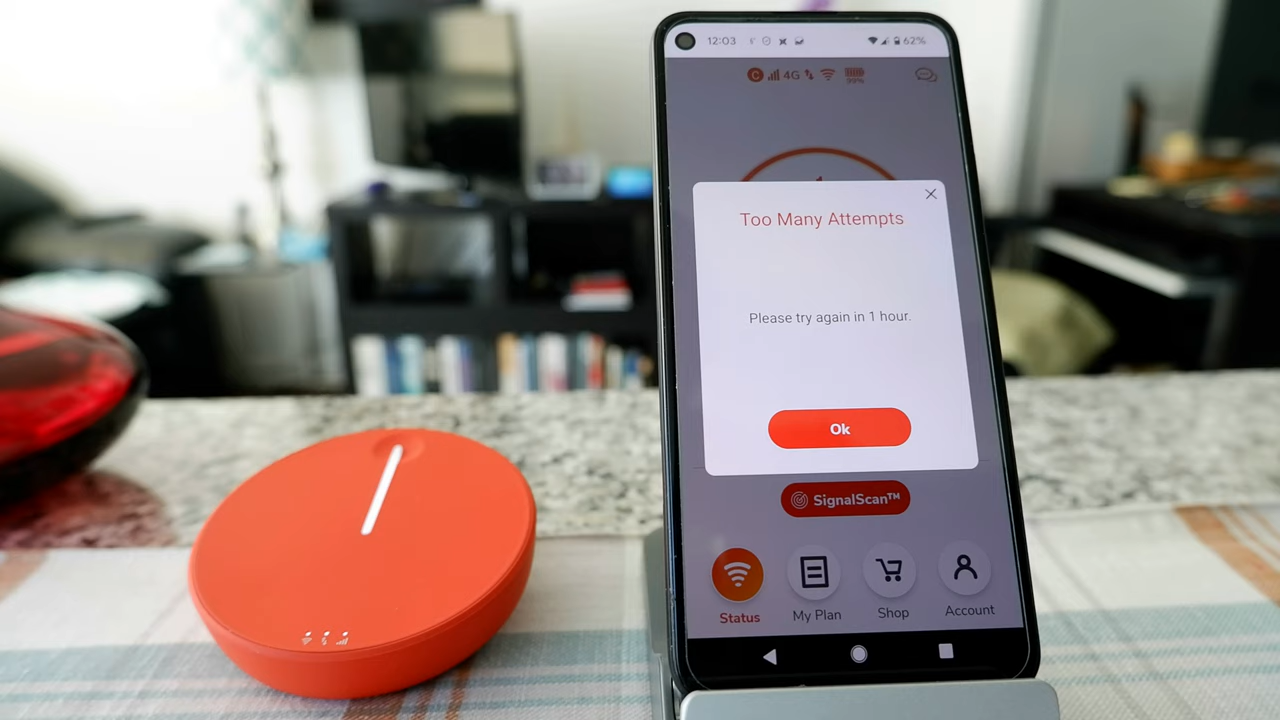 12:03 62%
C 4G
99%
Too Many Attempts
Please try again in 1 hour.
Ok
SignalScan™
Status My Plan Shop Account